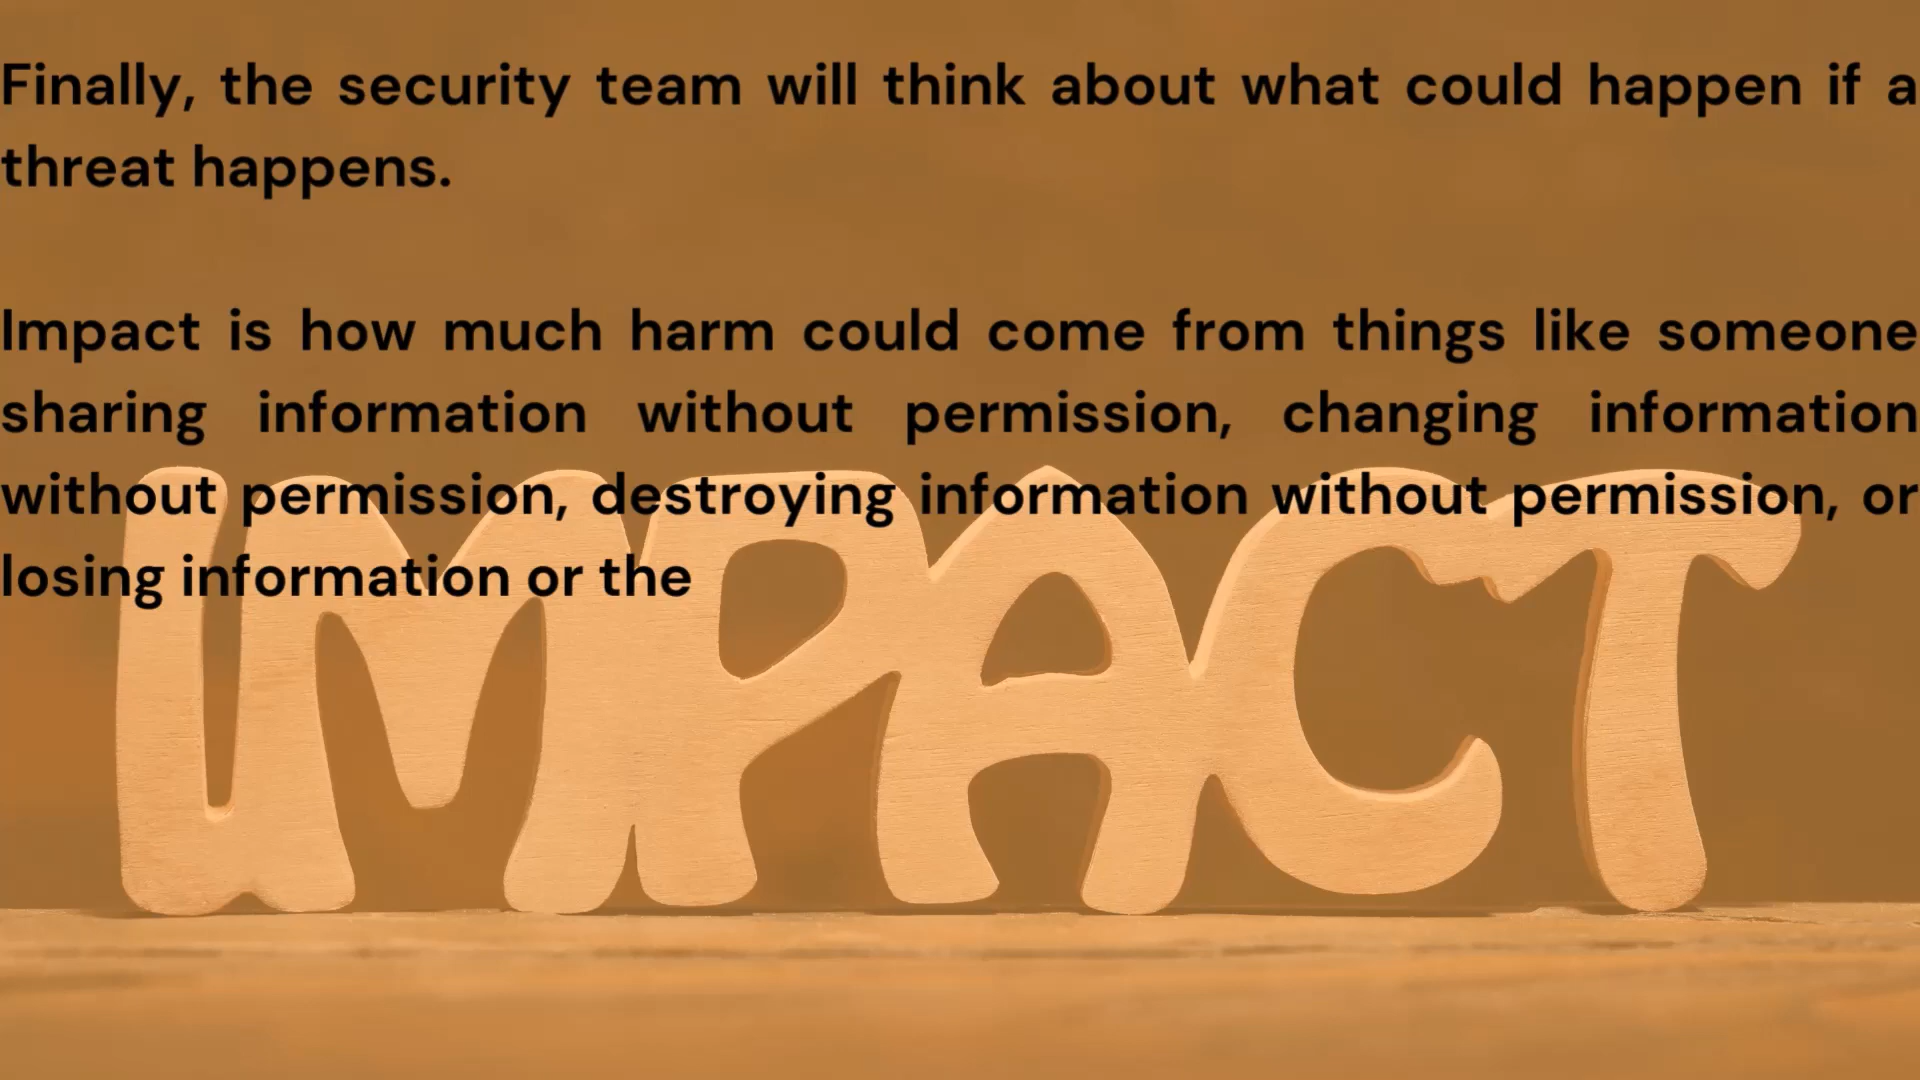 Finally, the security team will think about what could happen if a
threat happens.
Impact is how much harm could come from things like someone
sharing information without permission, changing information
without permission, destroying information without permission, or
losing information or the
IMPACT